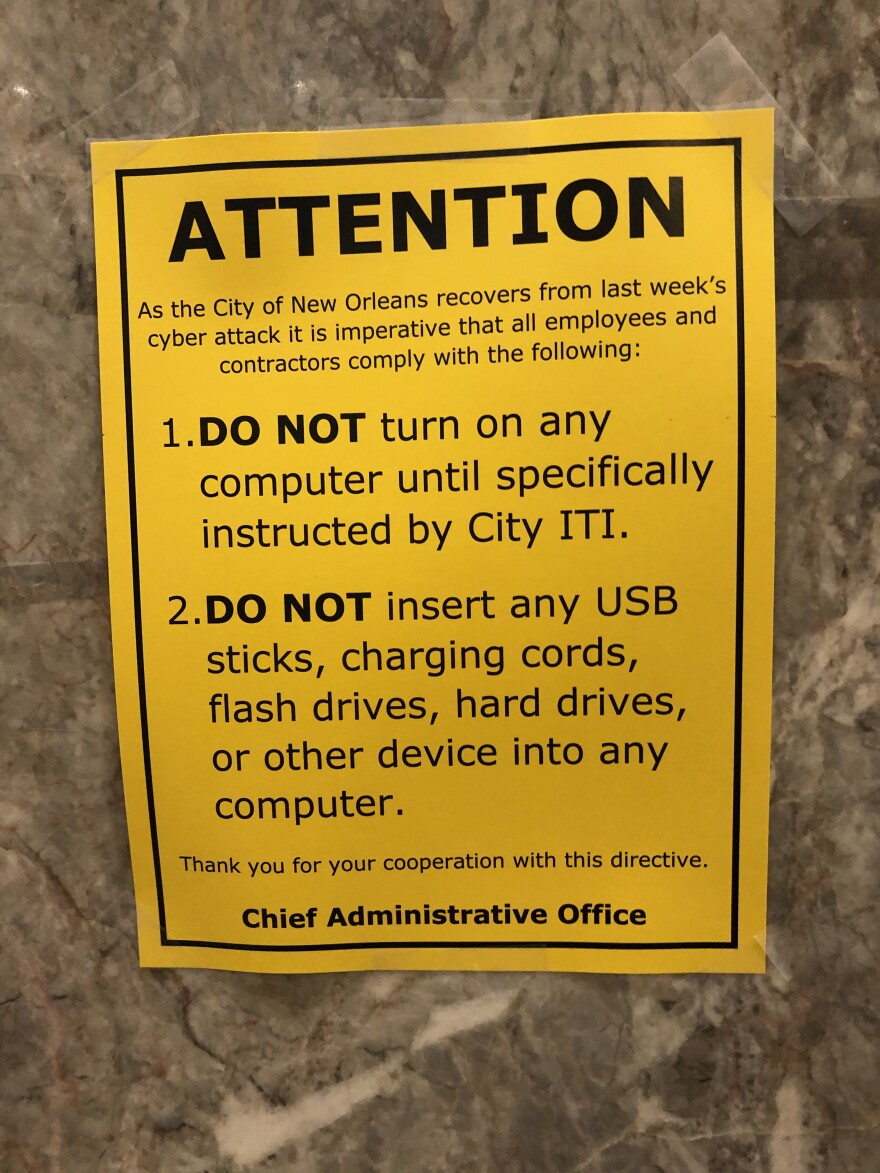 ATTENTION
As the City of New Orleans recovers from last week's
cyber attack it is imperative that all employees and
contractors comply with the following:
1.DO NOT turn on any
computer until specifically
instructed by City ITI.
2.DO NOT insert any USB
sticks, charging cords,
flash drives, hard drives,
or other device into any
computer.
Thank you for your cooperation with this directive.
Chief Administrative Office